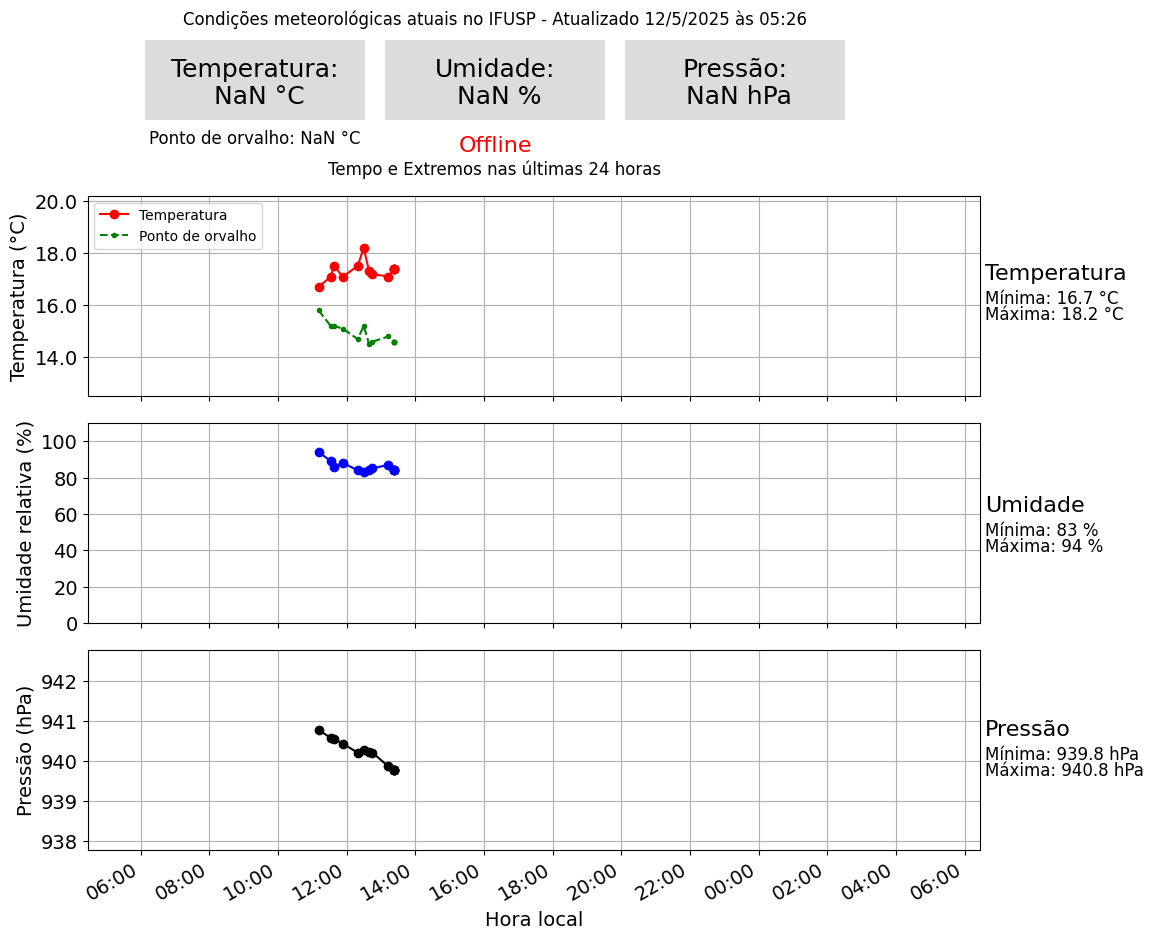 Condições meteorológicas atuais no IFUSP - Atualizado 12/5/2025 às 05:26
Temperatura:
NaN °C
Umidade:
NaN %
Pressão:
NaN hPa
Ponto de orvalho: NaN °C
Offline
Tempo e Extremos nas últimas 24 horas
Temperatura (°C)
20.0
18.0
16.0
14.0
Temperatura
Ponto de orvalho
Temperatura
Mínima: 16.7 °C
Máxima: 18.2 °C
Umidade relativa (%)
100
80
60
40
20
0
Umidade
Mínima: 83 %
Máxima: 94 %
Pressão (hPa)
942
941
940
939
938
Pressão
Mínima: 939.8 hPa
Máxima: 940.8 hPa
06:00 08:00 10:00 12:00 14:00 16:00 18:00 20:00 22:00 00:00 02:00 04:00 06:00
Hora local